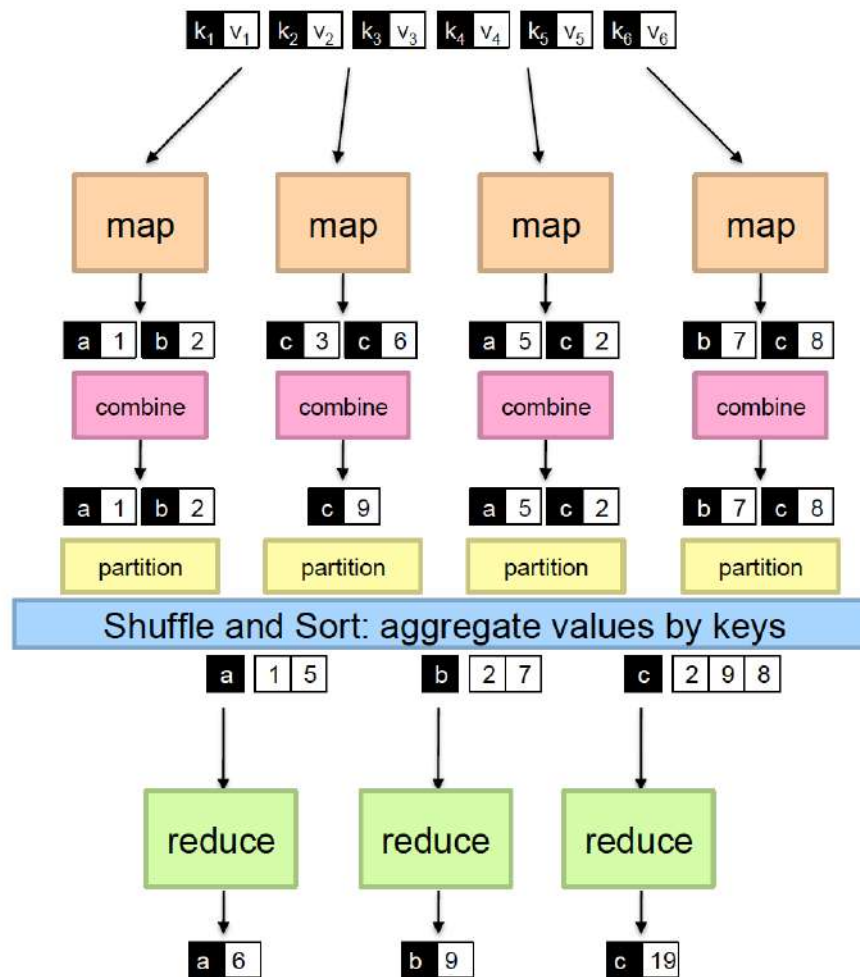 k₁ v₁ k₂ v₂ k₃ v₃ k₄ v₄ k₅ v₅ k₆ v₆
map map map map
a 1 b 2 c 3 c 6 a 5 c 2 b 7 c 8
combine combine combine combine
a 1 b 2 c 9 a 5 c 2 b 7 c 8
partition partition partition partition
Shuffle and Sort: aggregate values by keys
a 1 5 b 2 7 c 2 9 8
reduce reduce reduce
a 6 b 9 c 19